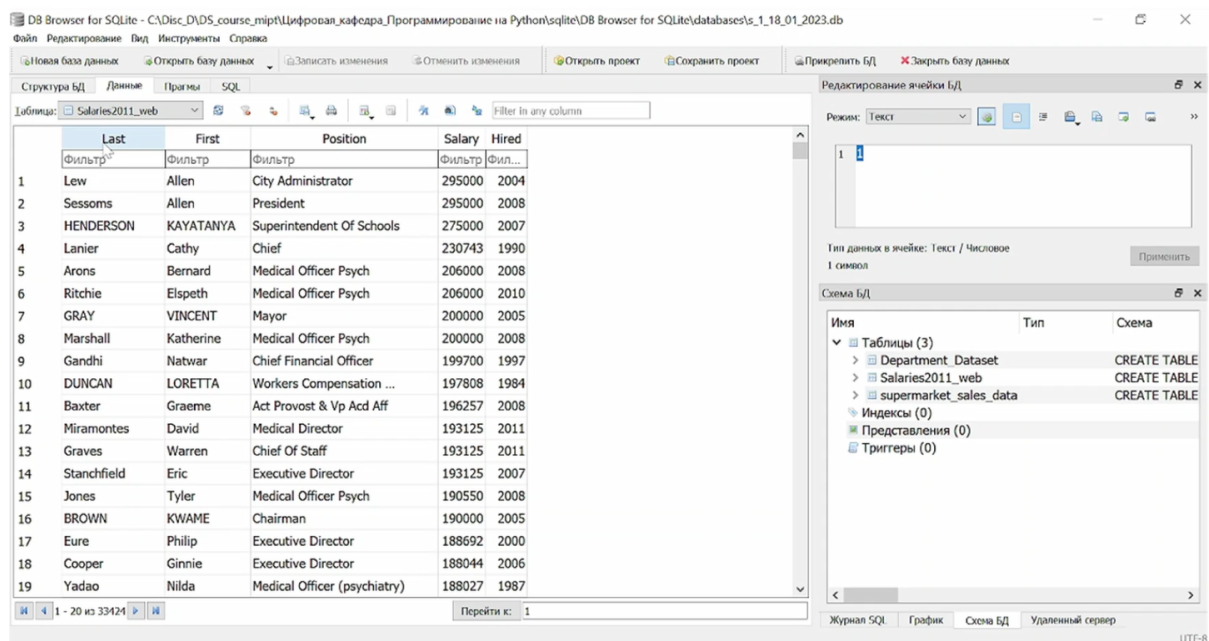 DB Browser for SQLite - C:\Disc_D\DS_course_mipt\Цифровая_кафедра_Программирование на Python\sqlite\DB Browser for SQLite\databases\s_1_18_01_2023.db
Файл Редактирование Вид Инструменты Справка
Новая база данных Открыть базу данных Записать изменения Отменить изменения Открыть проект Сохранить проект Прикрепить БД Закрыть базу данных
Структура БД Данные Прагмы SQL
Таблица: Salaries2011_web Filter in any column
Last First Position Salary Hired
Фильтр Фильтр Фильтр Фильтр Фил...
1 Lew Allen City Administrator 295000 2004
2 Sessoms Allen President 295000 2008
3 HENDERSON KAYATANYA Superintendent Of Schools 275000 2007
4 Lanier Cathy Chief 230743 1990
5 Arons Bernard Medical Officer Psych 206000 2008
6 Ritchie Elspeth Medical Officer Psych 206000 2010
7 GRAY VINCENT Mayor 200000 2005
8 Marshall Katherine Medical Officer Psych 200000 2008
9 Gandhi Natwar Chief Financial Officer 199700 1997
10 DUNCAN LORETTA Workers Compensation ... 197808 1984
11 Baxter Graeme Act Provost & Vp Acd Aff 196257 2008
12 Miramontes David Medical Director 193125 2011
13 Graves Warren Chief Of Staff 193125 2011
14 Stanchfield Eric Executive Director 193125 2007
15 Jones Tyler Medical Officer Psych 190550 2008
16 BROWN KWAME Chairman 190000 2005
17 Eure Philip Executive Director 188692 2000
18 Cooper Ginnie Executive Director 188044 2006
19 Yadao Nilda Medical Officer (psychiatry) 188027 1987
1 - 20 из 33424 Перейти к: 1
Редактирование ячейки БД
Режим: Текст
1 1
Тип данных в ячейке: Текст / Числовое
1 символ
Применить
Схема БД
Имя Тип Схема
Таблицы (3)
Department_Dataset CREATE TABLE
Salaries2011_web CREATE TABLE
supermarket_sales_data CREATE TABLE
Индексы (0)
Представления (0)
Триггеры (0)
Журнал SQL График Схема БД Удаленный сервер
UTF-8